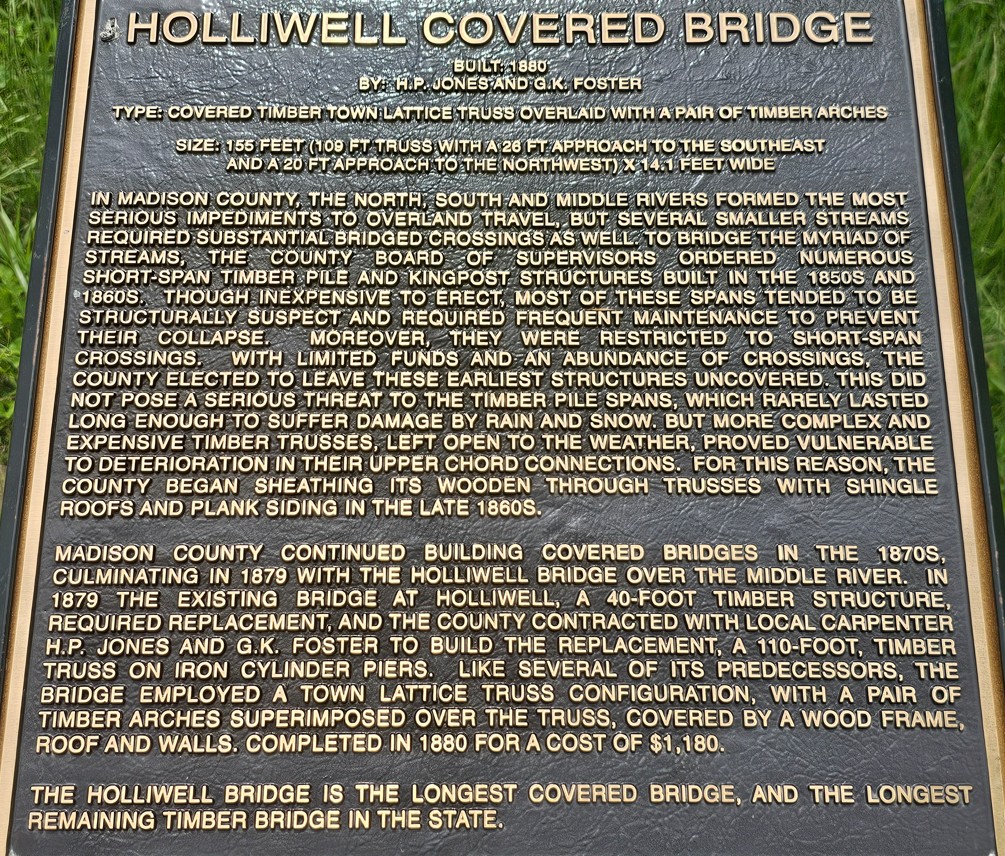 HOLLIWELL COVERED BRIDGE
BUILT: 1880
BY: H.P. JONES AND G.K. FOSTER
TYPE: COVERED TIMBER TOWN LATTICE TRUSS OVERLAID WITH A PAIR OF TIMBER ARCHES
SIZE: 155 FEET (109 FT TRUSS WITH A 26 FT APPROACH TO THE SOUTHEAST
AND A 20 FT APPROACH TO THE NORTHWEST) X 14.1 FEET WIDE
IN MADISON COUNTY, THE NORTH, SOUTH AND MIDDLE RIVERS FORMED THE MOST
SERIOUS IMPEDIMENTS TO OVERLAND TRAVEL, BUT SEVERAL SMALLER STREAMS
REQUIRED SUBSTANTIAL BRIDGED CROSSINGS AS WELL. TO BRIDGE THE MYRIAD OF
STREAMS, THE COUNTY BOARD OF SUPERVISORS ORDERED NUMEROUS
SHORT-SPAN TIMBER PILE AND KINGPOST STRUCTURES BUILT IN THE 1850S AND
1860S. THOUGH INEXPENSIVE TO ERECT, MOST OF THESE SPANS TENDED TO BE
STRUCTURALLY SUSPECT AND REQUIRED FREQUENT MAINTENANCE TO PREVENT
THEIR COLLAPSE. MOREOVER, THEY WERE RESTRICTED TO SHORT-SPAN
CROSSINGS. WITH LIMITED FUNDS AND AN ABUNDANCE OF CROSSINGS, THE
COUNTY ELECTED TO LEAVE THESE EARLIEST STRUCTURES UNCOVERED. THIS DID
NOT POSE A SERIOUS THREAT TO THE TIMBER PILE SPANS, WHICH RARELY LASTED
LONG ENOUGH TO SUFFER DAMAGE BY RAIN AND SNOW. BUT MORE COMPLEX AND
EXPENSIVE TIMBER TRUSSES, LEFT OPEN TO THE WEATHER, PROVED VULNERABLE
TO DETERIORATION IN THEIR UPPER CHORD CONNECTIONS. FOR THIS REASON, THE
COUNTY BEGAN SHEATHING ITS WOODEN THROUGH TRUSSES WITH SHINGLE
ROOFS AND PLANK SIDING IN THE LATE 1860S.
MADISON COUNTY CONTINUED BUILDING COVERED BRIDGES IN THE 1870S,
CULMINATING IN 1879 WITH THE HOLLIWELL BRIDGE OVER THE MIDDLE RIVER. IN
1879 THE EXISTING BRIDGE AT HOLLIWELL, A 40-FOOT TIMBER STRUCTURE,
REQUIRED REPLACEMENT, AND THE COUNTY CONTRACTED WITH LOCAL CARPENTER
H.P. JONES AND G.K. FOSTER TO BUILD THE REPLACEMENT, A 110-FOOT, TIMBER
TRUSS ON IRON CYLINDER PIERS. LIKE SEVERAL OF ITS PREDECESSORS, THE
BRIDGE EMPLOYED A TOWN LATTICE TRUSS CONFIGURATION, WITH A PAIR OF
TIMBER ARCHES SUPERIMPOSED OVER THE TRUSS, COVERED BY A WOOD FRAME,
ROOF AND WALLS. COMPLETED IN 1880 FOR A COST OF $1,180.
THE HOLLIWELL BRIDGE IS THE LONGEST COVERED BRIDGE, AND THE LONGEST
REMAINING TIMBER BRIDGE IN THE STATE.